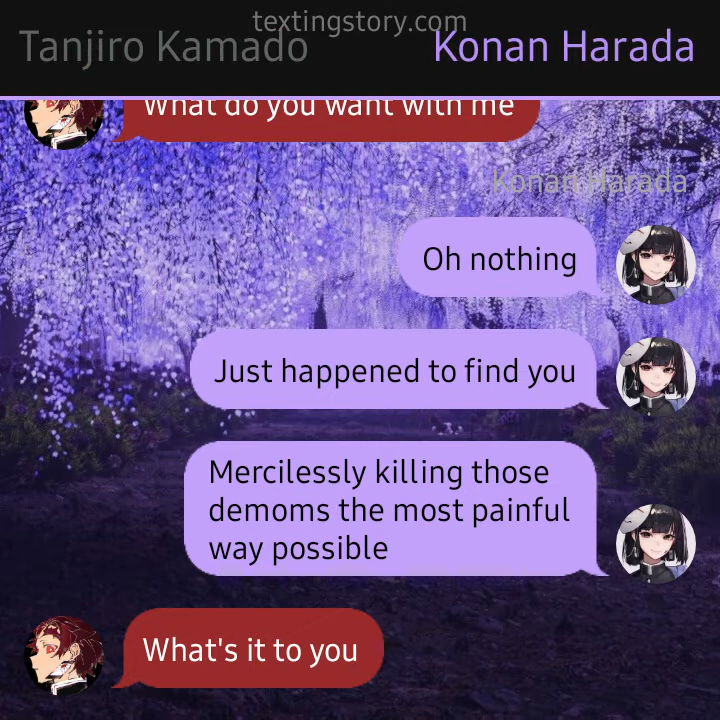 textingstory.com
Tanjiro Kamado
Konan Harada
What do you want with me
Konan Harada
Oh nothing
Just happened to find you
Mercilessly killing those
demoms the most painful
way possible
What's it to you